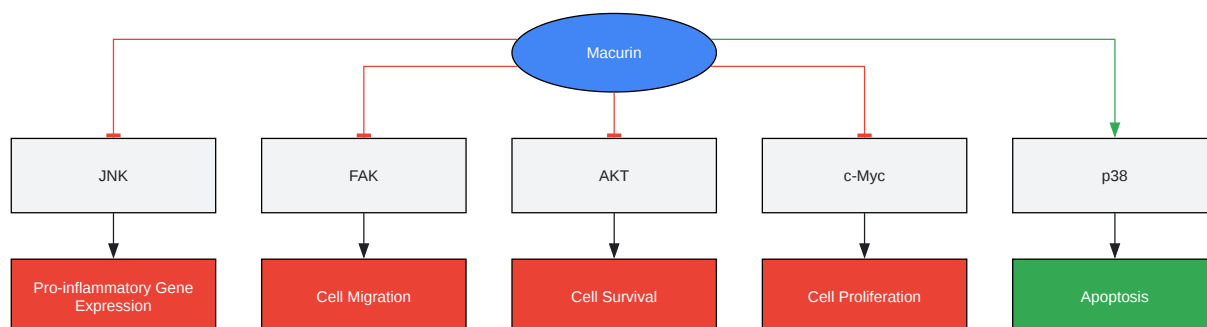 Macurin
JNK
FAK
AKT
c-Myc
p38
Pro-inflammatory Gene
Expression
Cell Migration
Cell Survival
Cell Proliferation
Apoptosis